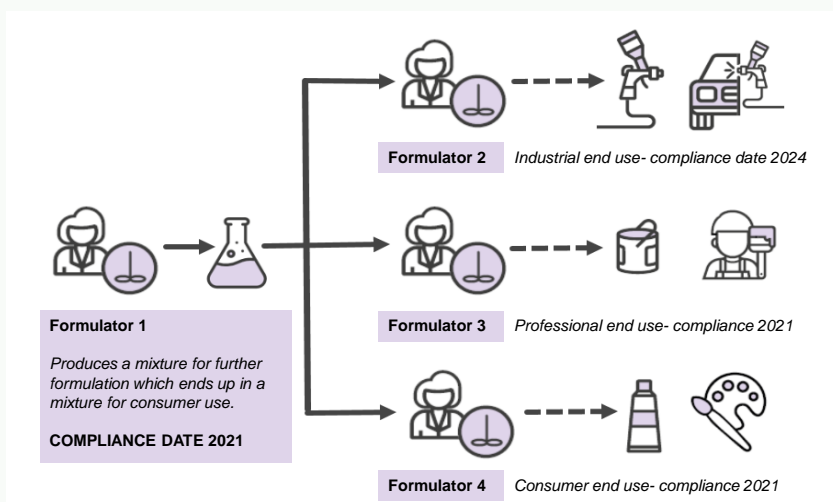 Formulator 2 Industrial end use- compliance date 2024
Formulator 1
Produces a mixture for further
formulation which ends up in a
mixture for consumer use.
COMPLIANCE DATE 2021
Formulator 3 Professional end use- compliance 2021
Formulator 4 Consumer end use- compliance 2021